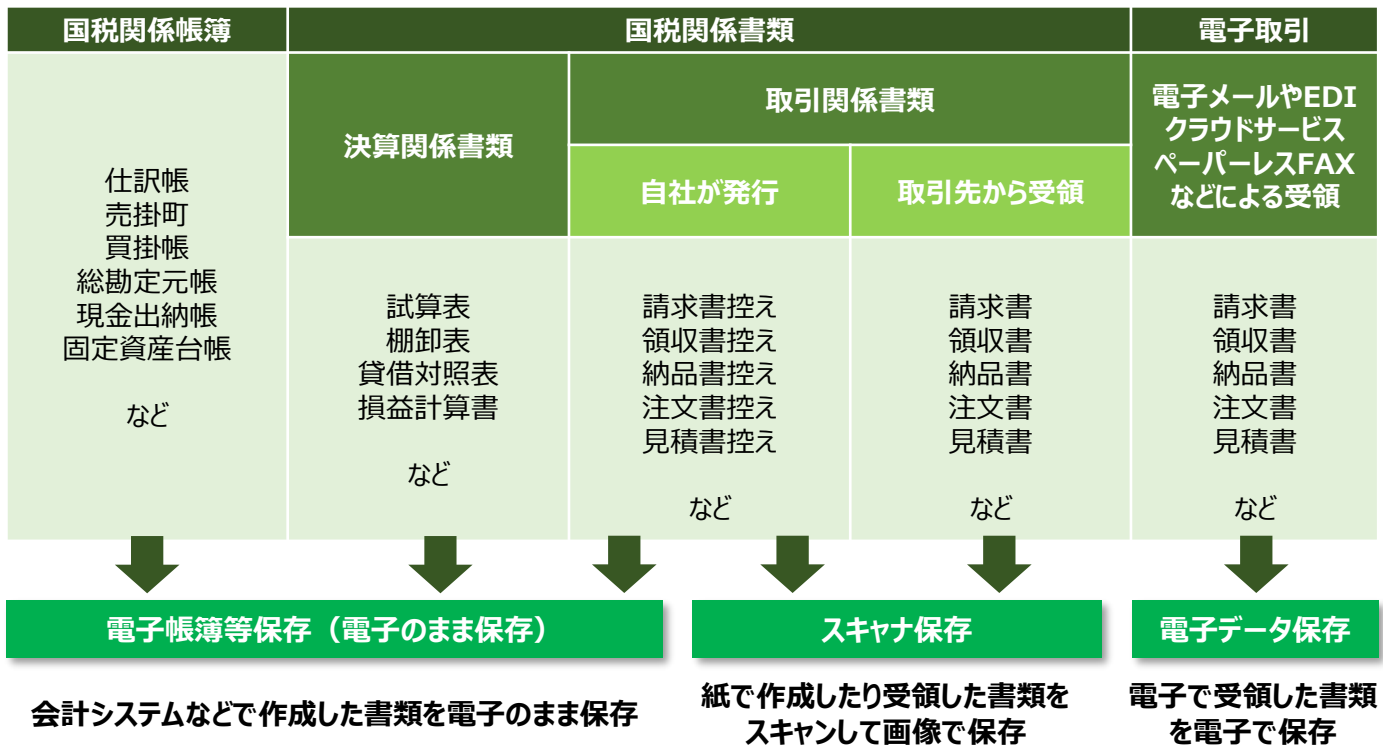 国税関係帳簿
国税関係書類
電子取引
仕訳帳
売掛町
買掛帳
総勘定元帳
現金出納帳
固定資産台帳
など
決算関係書類
試算表
棚卸表
貸借対照表
損益計算書
など
取引関係書類
自社が発行
請求書控え
領収書控え
納品書控え
注文書控え
見積書控え
など
取引先から受領
請求書
領収書
納品書
注文書
見積書
など
電子メールやEDI
クラウドサービス
ペーパーレスFAX
などによる受領
請求書
領収書
納品書
注文書
見積書
など
電子帳簿等保存（電子のまま保存）
会計システムなどで作成した書類を電子のまま保存
スキャナ保存
紙で作成したり受領した書類を
スキャンして画像で保存
電子データ保存
電子で受領した書類
を電子で保存